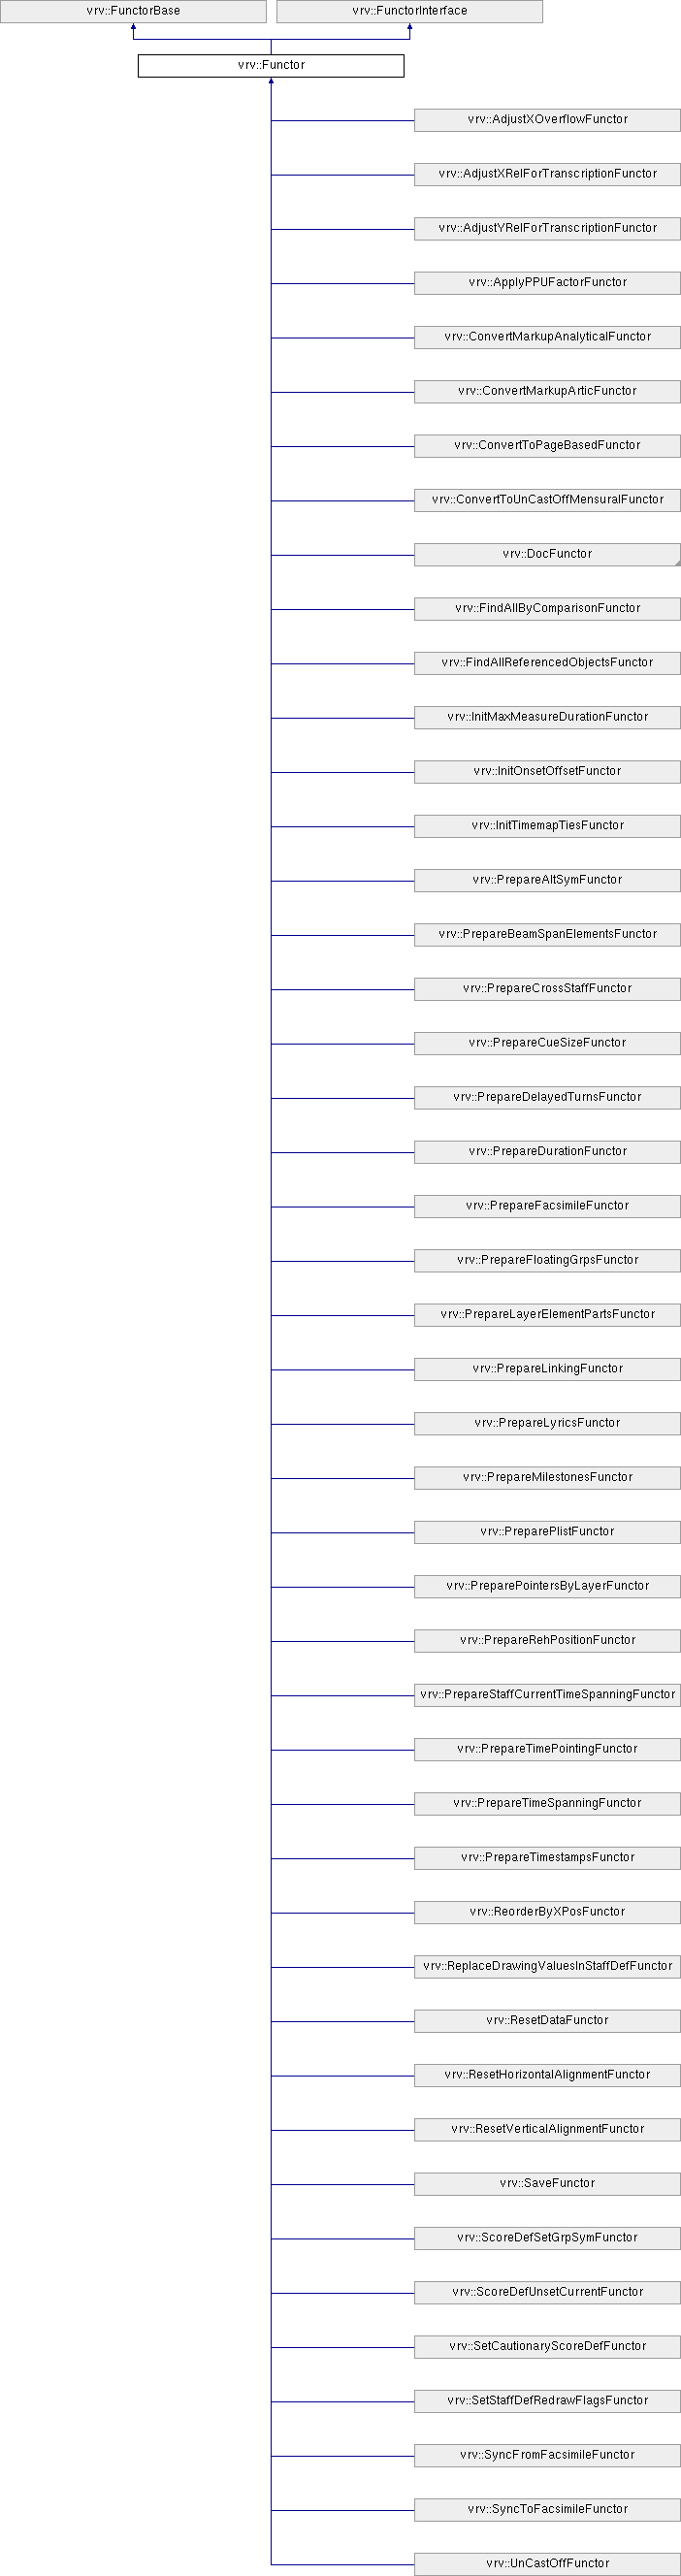 vrv::FunctorBase
vrv::FunctorInterface
vrv::Functor
vrv::AdjustXOverflowFunctor
vrv::AdjustXRelForTranscriptionFunctor
vrv::AdjustYRelForTranscriptionFunctor
vrv::ApplyPPUFactorFunctor
vrv::ConvertMarkupAnalyticalFunctor
vrv::ConvertMarkupArticFunctor
vrv::ConvertToPageBasedFunctor
vrv::ConvertToUnCastOffMensuralFunctor
vrv::DocFunctor
vrv::FindAllByComparisonFunctor
vrv::FindAllReferencedObjectsFunctor
vrv::InitMaxMeasureDurationFunctor
vrv::InitOnsetOffsetFunctor
vrv::InitTimemapTiesFunctor
vrv::PrepareAltSymFunctor
vrv::PrepareBeamSpanElementsFunctor
vrv::PrepareCrossStaffFunctor
vrv::PrepareCueSizeFunctor
vrv::PrepareDelayedTurnsFunctor
vrv::PrepareDurationFunctor
vrv::PrepareFacsimileFunctor
vrv::PrepareFloatingGrpsFunctor
vrv::PrepareLayerElementPartsFunctor
vrv::PrepareLinkingFunctor
vrv::PrepareLyricsFunctor
vrv::PrepareMilestonesFunctor
vrv::PreparePlistFunctor
vrv::PreparePointersByLayerFunctor
vrv::PrepareRehPositionFunctor
vrv::PrepareStaffCurrentTimeSpanningFunctor
vrv::PrepareTimePointingFunctor
vrv::PrepareTimeSpanningFunctor
vrv::PrepareTimestampsFunctor
vrv::ReorderByXPosFunctor
vrv::ReplaceDrawingValuesInStaffDefFunctor
vrv::ResetDataFunctor
vrv::ResetHorizontalAlignmentFunctor
vrv::ResetVerticalAlignmentFunctor
vrv::SaveFunctor
vrv::ScoreDefSetGrpSymFunctor
vrv::ScoreDefUnsetCurrentFunctor
vrv::SetCautionaryScoreDefFunctor
vrv::SetStaffDefRedrawFlagsFunctor
vrv::SyncFromFacsimileFunctor
vrv::SyncToFacsimileFunctor
vrv::UnCastOffFunctor